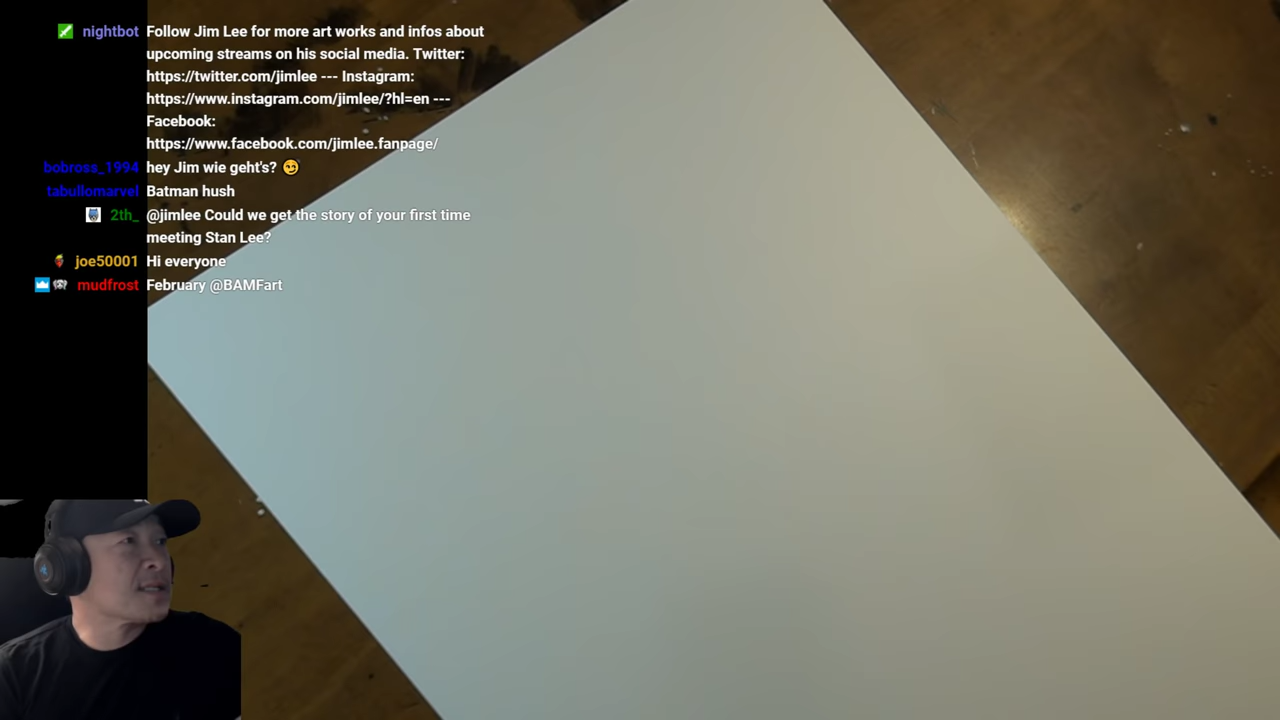 nightbot Follow Jim Lee for more art works and infos about
upcoming streams on his social media. Twitter:
https://twitter.com/jimlee --- Instagram:
https://www.instagram.com/jimlee/?hl=en ---
Facebook:
https://www.facebook.com/jimlee.fanpage/
bobross_1994 hey Jim wie geht's? 😏
tabullomarvel Batman hush
2th_ @jimlee Could we get the story of your first time
meeting Stan Lee?
joe50001 Hi everyone
mudfrost February @BAMFart